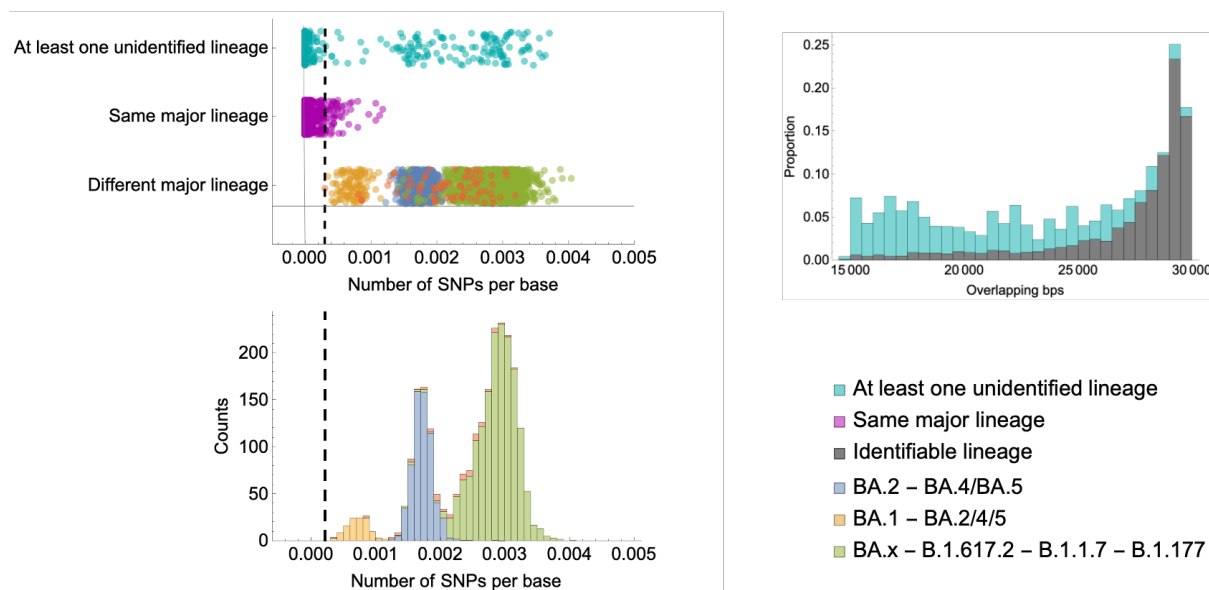 At least one unidentified lineage
Same major lineage
Different major lineage
0.000 0.001 0.002 0.003 0.004 0.005
Number of SNPs per base
200
150
100
50
0
Counts
0.000 0.001 0.002 0.003 0.004 0.005
Number of SNPs per base
0.25
0.20
0.15
0.10
0.05
0.00
Proportion
15 000 20 000 25 000 30 000
Overlapping bps
At least one unidentified lineage
Same major lineage
Identifiable lineage
BA.2 – BA.4/BA.5
BA.1 – BA.2/4/5
BA.x – B.1.617.2 – B.1.1.7 – B.1.177